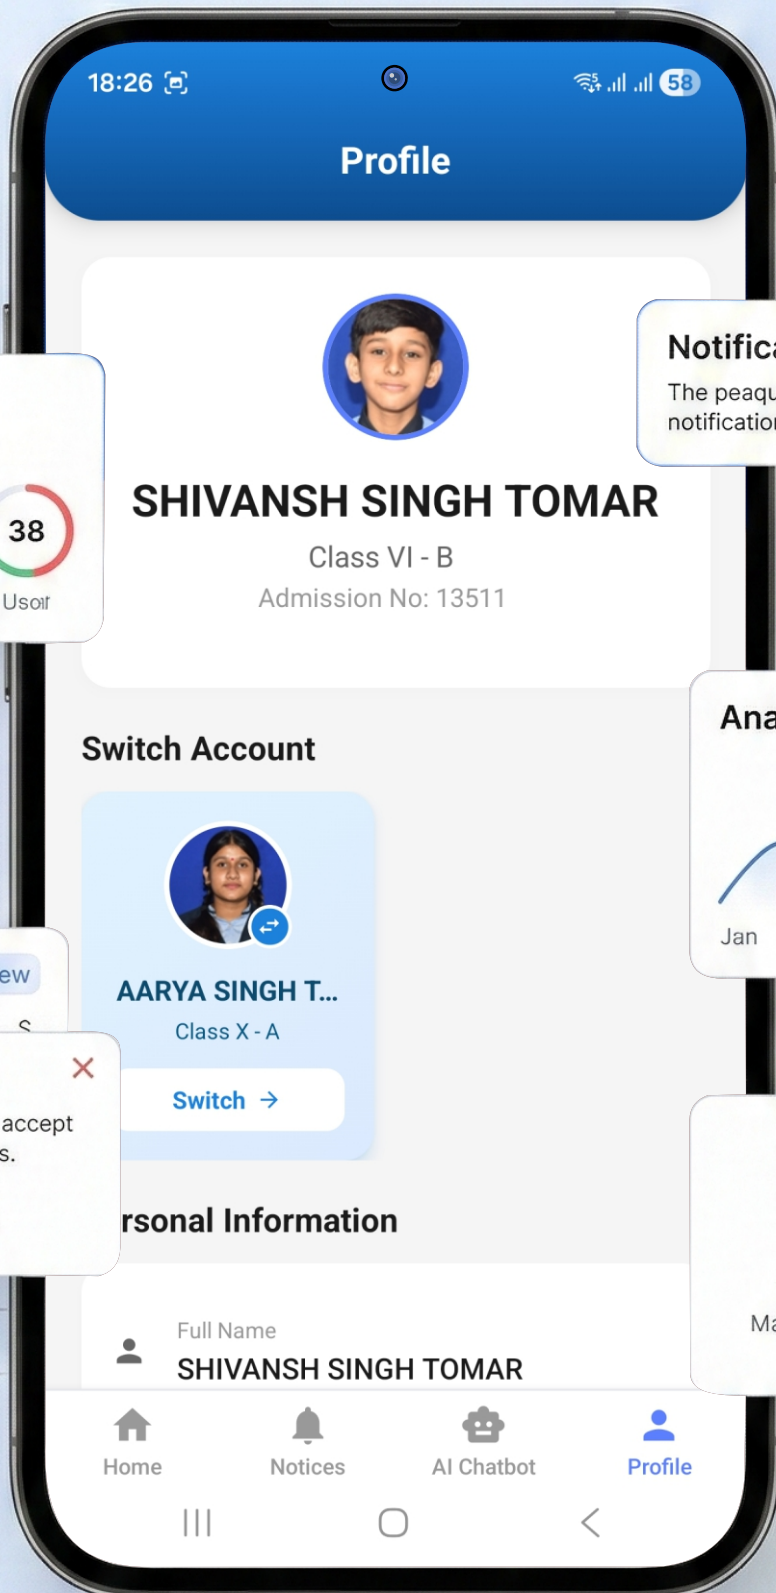 18:26
58
Profile
Notifica
The peaqu
notification
38
Usoır
SHIVANSH SINGH TOMAR
Class VI - B
Admission No: 13511
Switch Account
Ana
Jan
AARYA SINGH T...
Class X - A
Switch →
ew
S
accept
s.
rsonal Information
Full Name
SHIVANSH SINGH TOMAR
Ma
Home
Notices
AI Chatbot
Profile